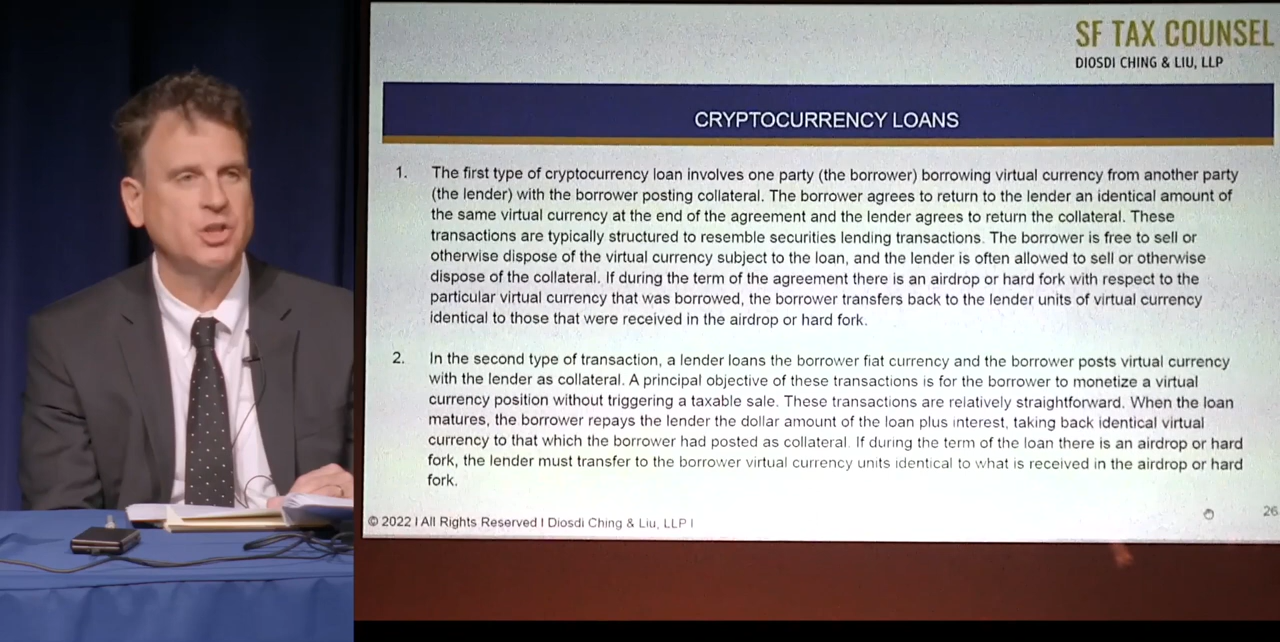 SF TAX COUNSEL
DIOSDI CHING & LIU, LLP
CRYPTOCURRENCY LOANS
1. The first type of cryptocurrency loan involves one party (the borrower) borrowing virtual currency from another party
(the lender) with the borrower posting collateral. The borrower agrees to return to the lender an identical amount of
the same virtual currency at the end of the agreement and the lender agrees to return the collateral. These
transactions are typically structured to resemble securities lending transactions. The borrower is free to sell or
otherwise dispose of the virtual currency subject to the loan, and the lender is often allowed to sell or otherwise
dispose of the collateral. If during the term of the agreement there is an airdrop or hard fork with respect to the
particular virtual currency that was borrowed, the borrower transfers back to the lender units of virtual currency
identical to those that were received in the airdrop or hard fork.
2. In the second type of transaction, a lender loans the borrower fiat currency and the borrower posts virtual currency
with the lender as collateral. A principal objective of these transactions is for the borrower to monetize a virtual
currency position without triggering a taxable sale. These transactions are relatively straightforward. When the loan
matures, the borrower repays the lender the dollar amount of the loan plus interest, taking back identical virtual
currency to that which the borrower had posted as collateral. If during the term of the loan there is an airdrop or hard
fork, the lender must transfer to the borrower virtual currency units identical to what is received in the airdrop or hard
fork.
© 2022 I All Rights Reserved I Diosdi Ching & Liu, LLP I
26